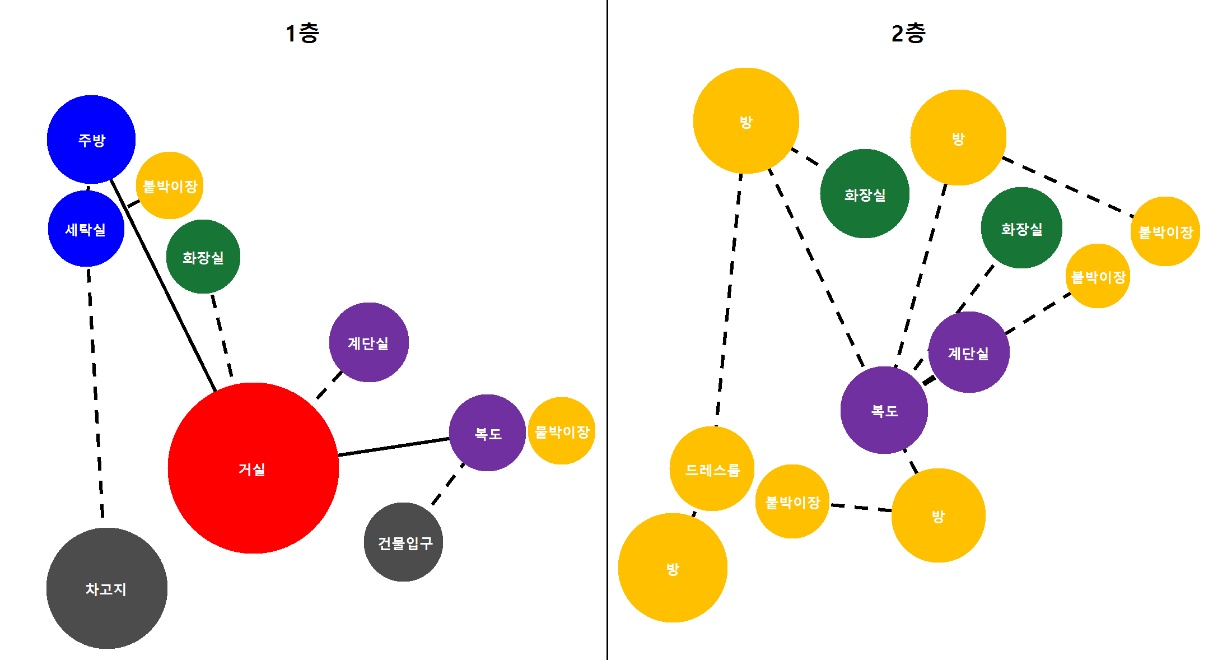 1층
주방
붙박이장
세탁실
화장실
계단실
복도
붙박이장
거실
건물입구
차고지
2층
방
방
화장실
화장실
붙박이장
붙박이장
계단실
복도
드레스룸
붙박이장
방
방